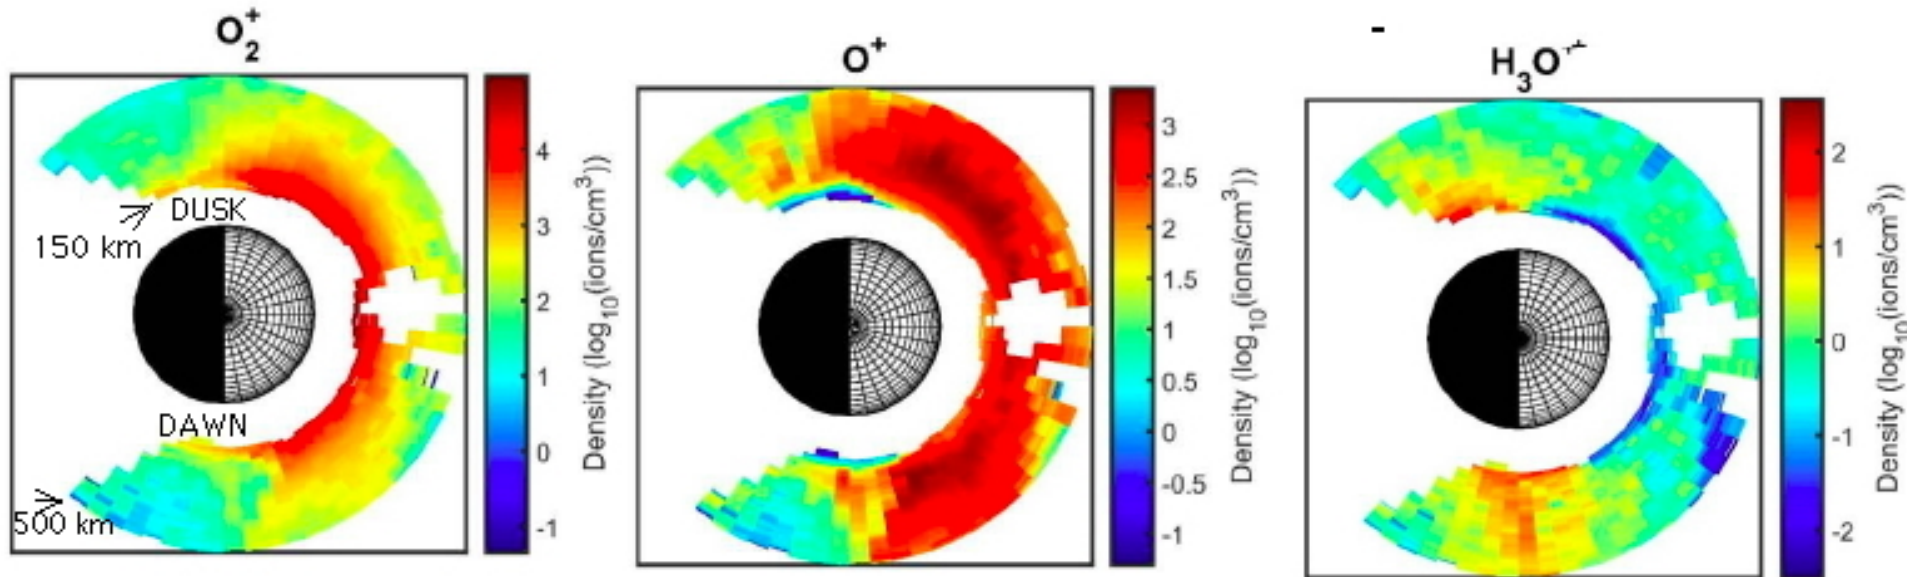 O₂⁺
4
3
2
1
0
-1
Density (log₁₀(ions/cm³))
DUSK
150 km
DAWN
500 km
O⁺
3
2.5
2
1.5
1
0.5
0
-0.5
-1
Density (log₁₀(ions/cm³))
-
H₃O⁺
2
1
0
-1
-2
Density (log₁₀(ions/cm³))